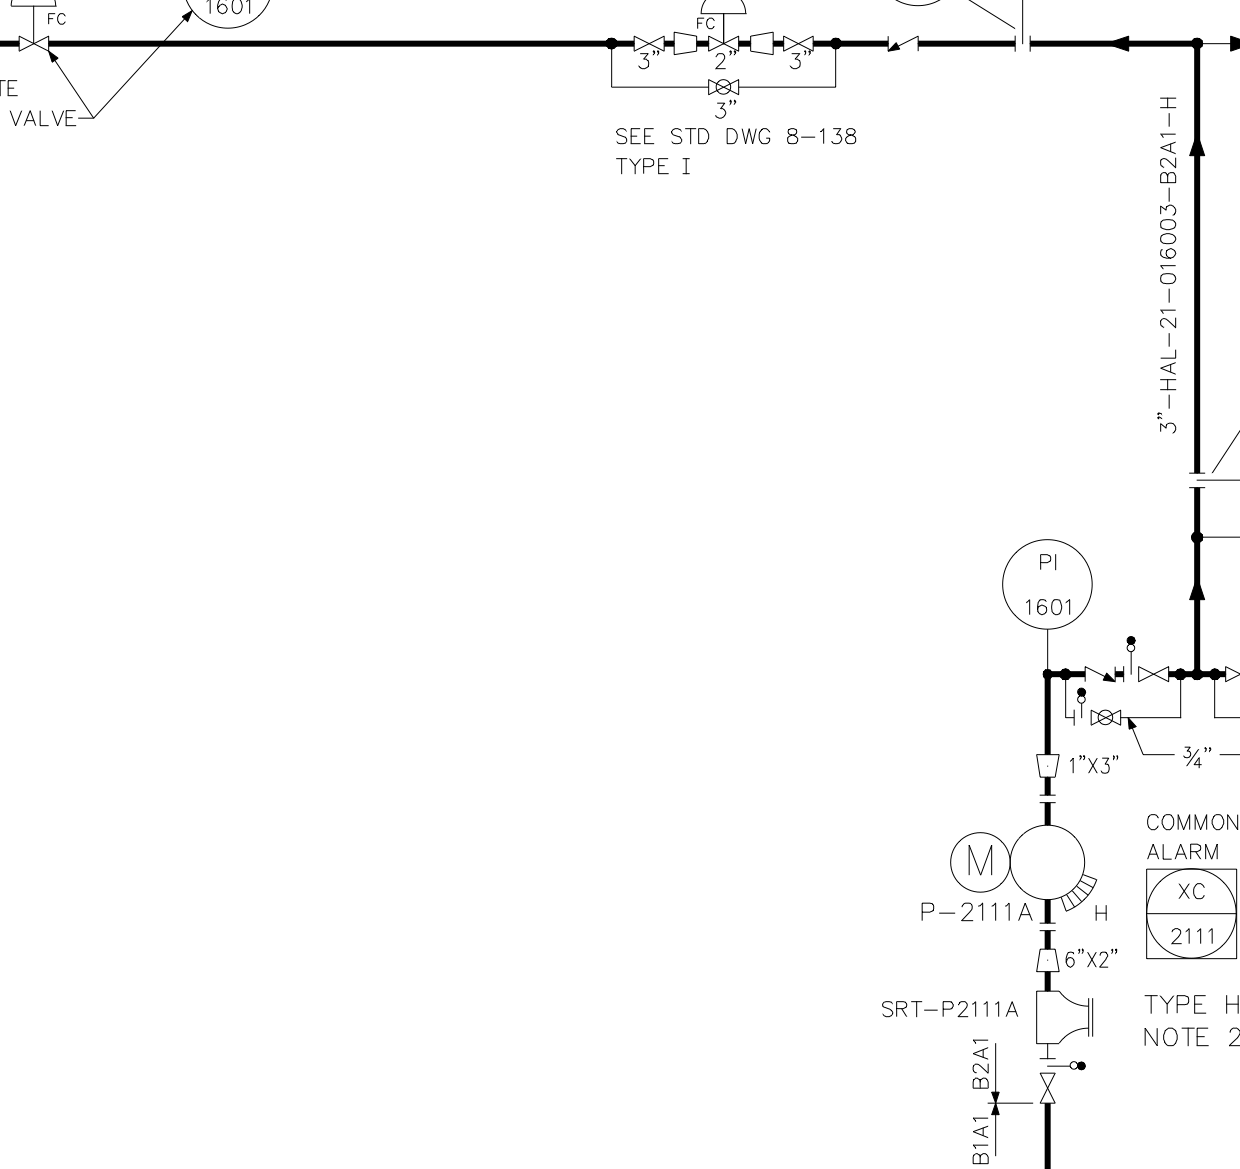 FC
1601
FC
3"
2"
3"
TE
VALVE
3"
SEE STD DWG 8-138
TYPE I
3"-HAL-21-016003-B2A1-H
PI
1601
3/4"
1"X3"
COMMON
ALARM
M
XC
2111
P-2111A
H
6"X2"
SRT-P2111A
TYPE H
NOTE 2
B2A1
B1A1